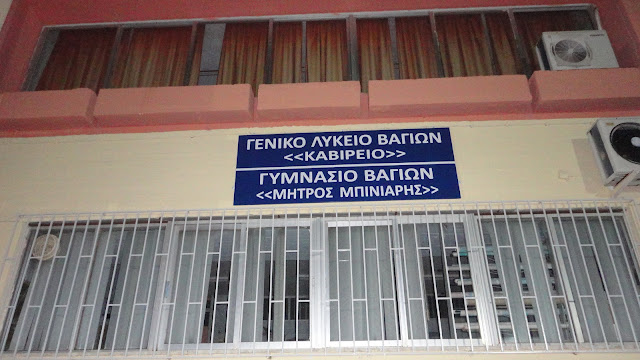 ΓΕΝΙΚΟ ΛΥΚΕΙΟ ΒΑΓΙΩΝ
<<ΚΑΒΙΡΕΙΟ>>
ΓΥΜΝΑΣΙΟ ΒΑΓΙΩΝ
<<ΜΗΤΡΟΣ ΜΠΙΝΙΑΡΗΣ>>